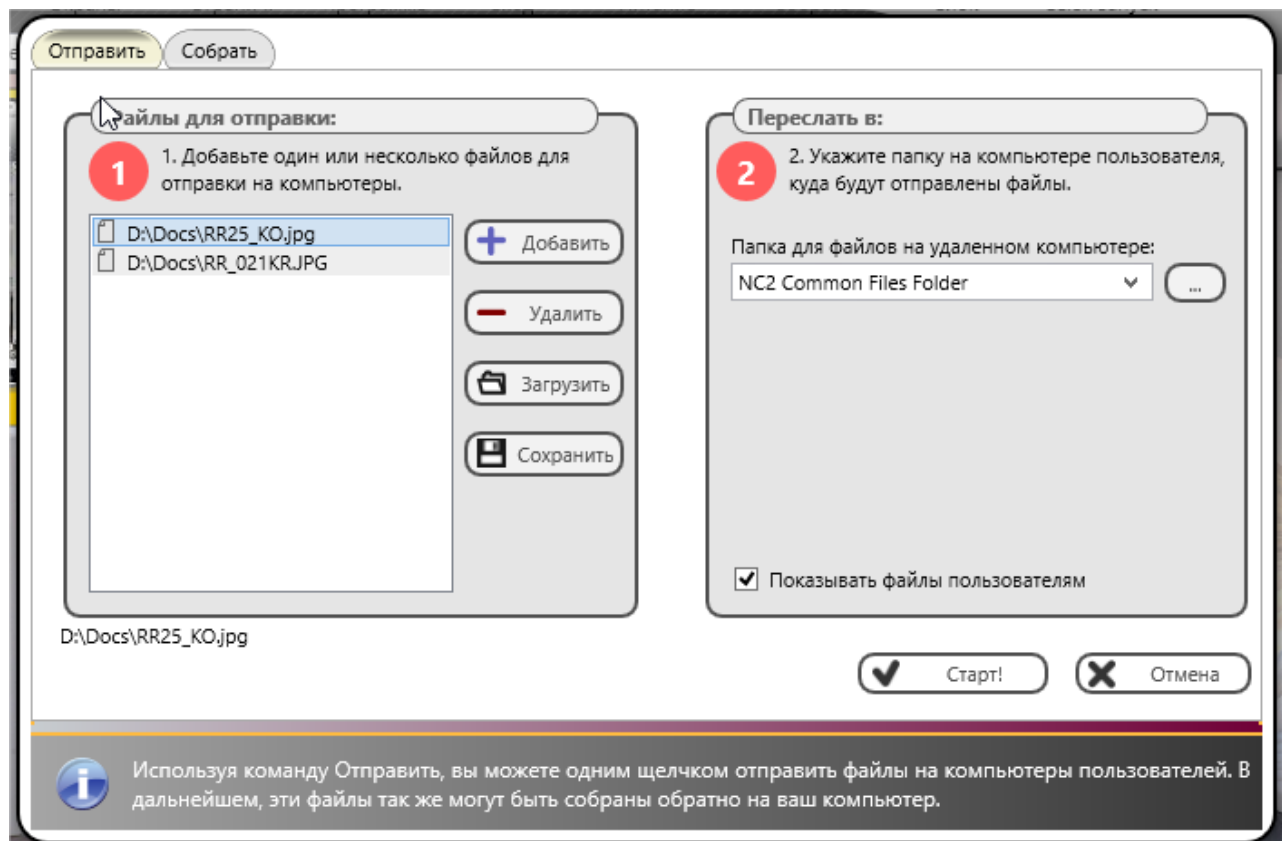 Отправить
Собрать
Файлы для отправки:
1
1. Добавьте один или несколько файлов для
отправки на компьютеры.
D:\Docs\RR25_KO.jpg
D:\Docs\RR_021KR.JPG
Добавить
Удалить
Загрузить
Сохранить
D:\Docs\RR25_KO.jpg
Переслать в:
2
2. Укажите папку на компьютере пользователя,
куда будут отправлены файлы.
Папка для файлов на удаленном компьютере:
NC2 Common Files Folder
...
Показывать файлы пользователям
Старт!
Отмена
Используя команду Отправить, вы можете одним щелчком отправить файлы на компьютеры пользователей. В
дальнейшем, эти файлы так же могут быть собраны обратно на ваш компьютер.